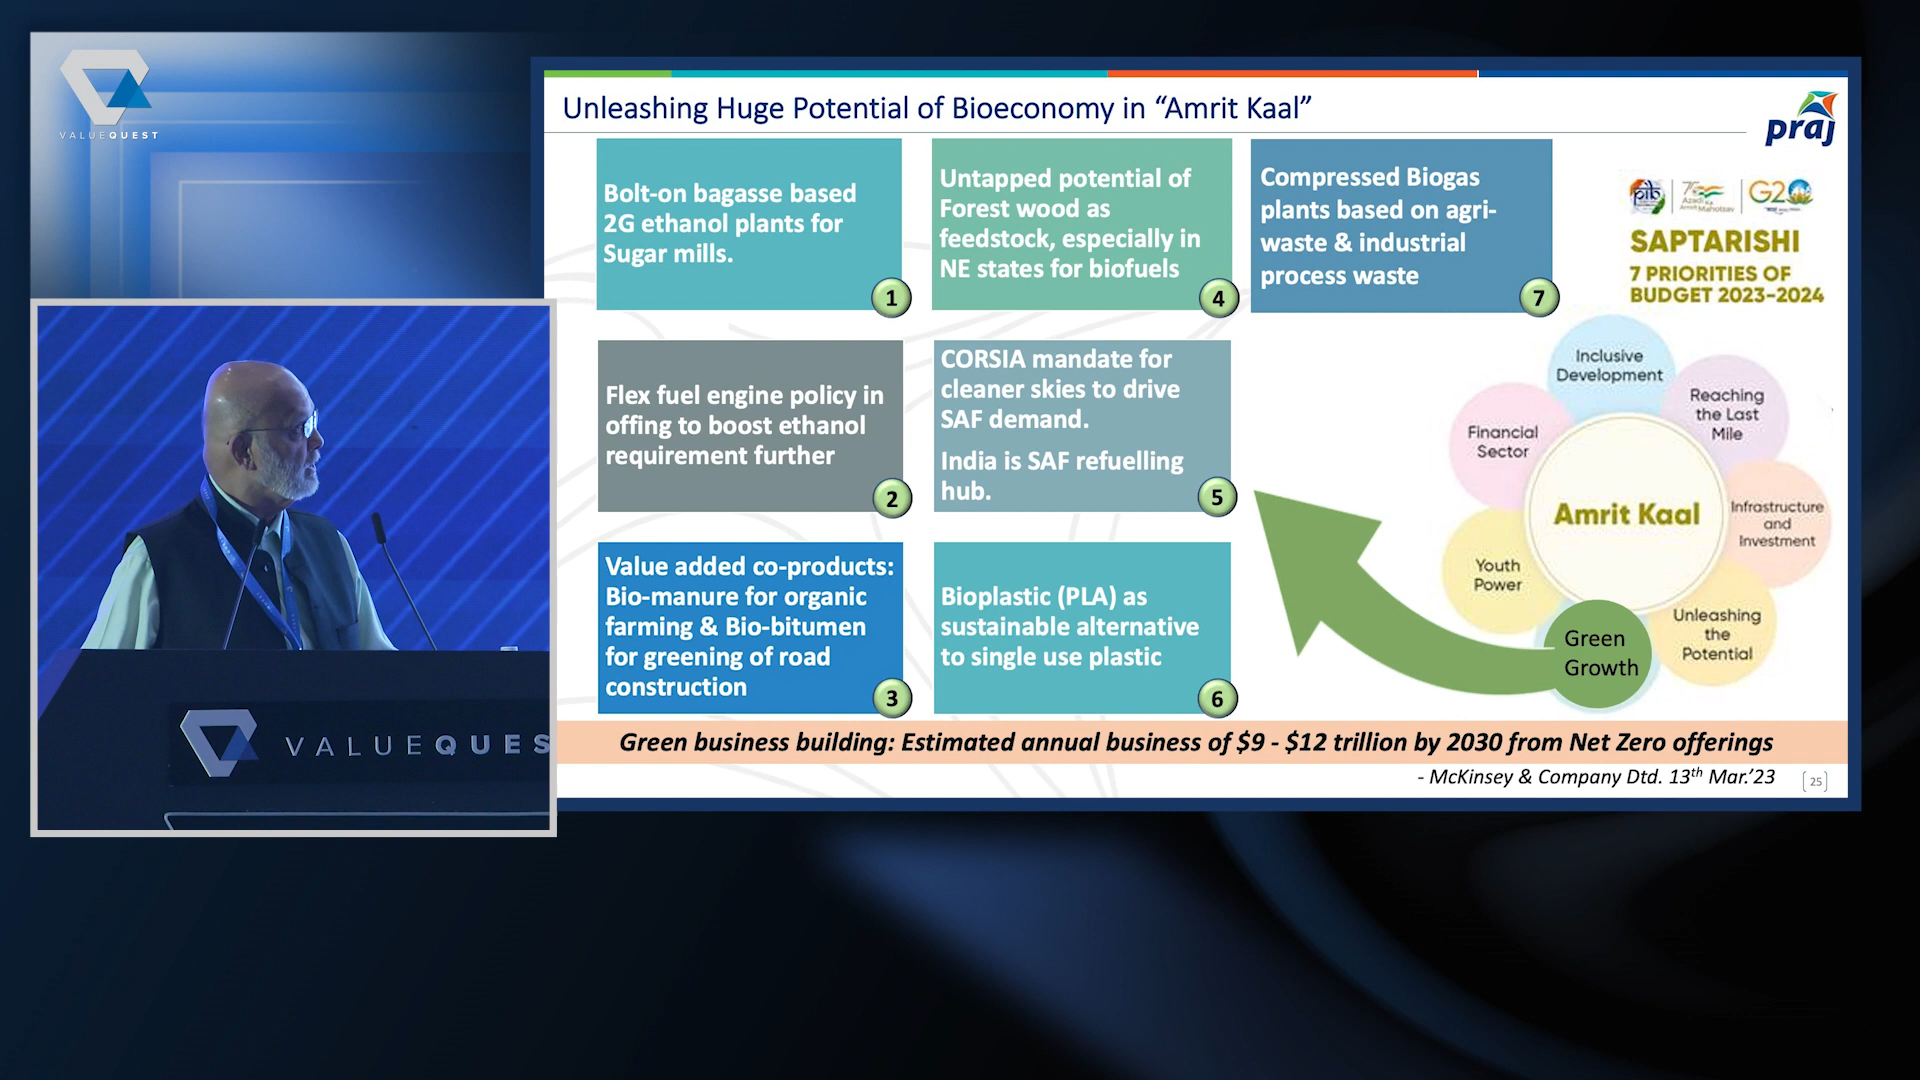 VALUEQUEST
Unleashing Huge Potential of Bioeconomy in “Amrit Kaal”
praj
Bolt-on bagasse based
2G ethanol plants for
Sugar mills.
1
Flex fuel engine policy in
offing to boost ethanol
requirement further
2
Value added co-products:
Bio-manure for organic
farming & Bio-bitumen
for greening of road
construction
3
Untapped potential of
Forest wood as
feedstock, especially in
NE states for biofuels
4
CORSIA mandate for
cleaner skies to drive
SAF demand.
India is SAF refuelling
hub.
5
Bioplastic (PLA) as
sustainable alternative
to single use plastic
6
Compressed Biogas
plants based on agri-
waste & industrial
process waste
7
pib
Azadi Ka
Amrit Mahotsav
G20
SAPTARISHI
7 PRIORITIES OF
BUDGET 2023-2024
Inclusive
Development
Reaching
the Last
Mile
Financial
Sector
Amrit Kaal
Infrastructure
and
Investment
Youth
Power
Unleashing
the
Potential
Green
Growth
Green business building: Estimated annual business of $9 - $12 trillion by 2030 from Net Zero offerings
- McKinsey & Company Dtd. 13th Mar.’23
25
VALUEQUES